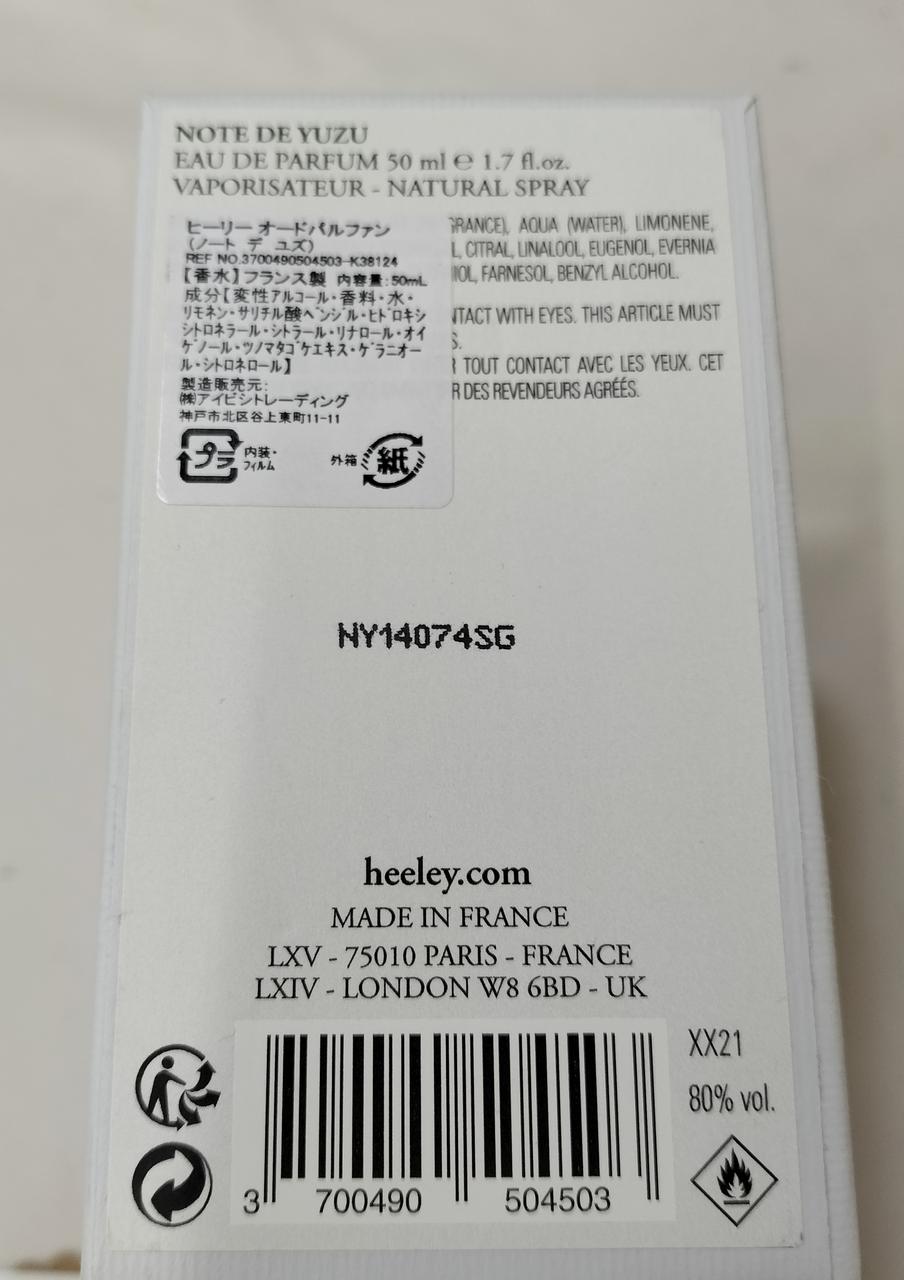 NOTE DE YUZU
EAU DE PARFUM 50 ml ℮ 1.7 fl.oz.
VAPORISATEUR - NATURAL SPRAY
GRANCE), AQUA (WATER), LIMONENE,
L, CITRAL, LINALOOL, EUGENOL, EVERNIA
IOL, FARNESOL, BENZYL ALCOHOL.
NTACT WITH EYES. THIS ARTICLE MUST
S.
R TOUT CONTACT AVEC LES YEUX. CET
R DES REVENDEURS AGRÉÉS.
ヒーリー オードパルファン
(ノート デ ユズ)
REF NO.3700490504503-K38124
【香水】フランス製 内容量:50mL
成分【変性アルコール・香料・水・
リモネン・サリチル酸ベンジル・ヒドロキシ
シトロネラール・シトラール・リナロール・オイ
ゲノール・ツノマタゴケエキス・ゲラニオー
ル・シトロネロール】
製造販売元:
㈱アイビシトレーディング
神戸市北区谷上東町11-11
プラ 内装・
フィルム
外箱 紙
NY14074SG
heeley.com
MADE IN FRANCE
LXV - 75010 PARIS - FRANCE
LXIV - LONDON W8 6BD - UK
XX21
80% vol.
3 700490 504503